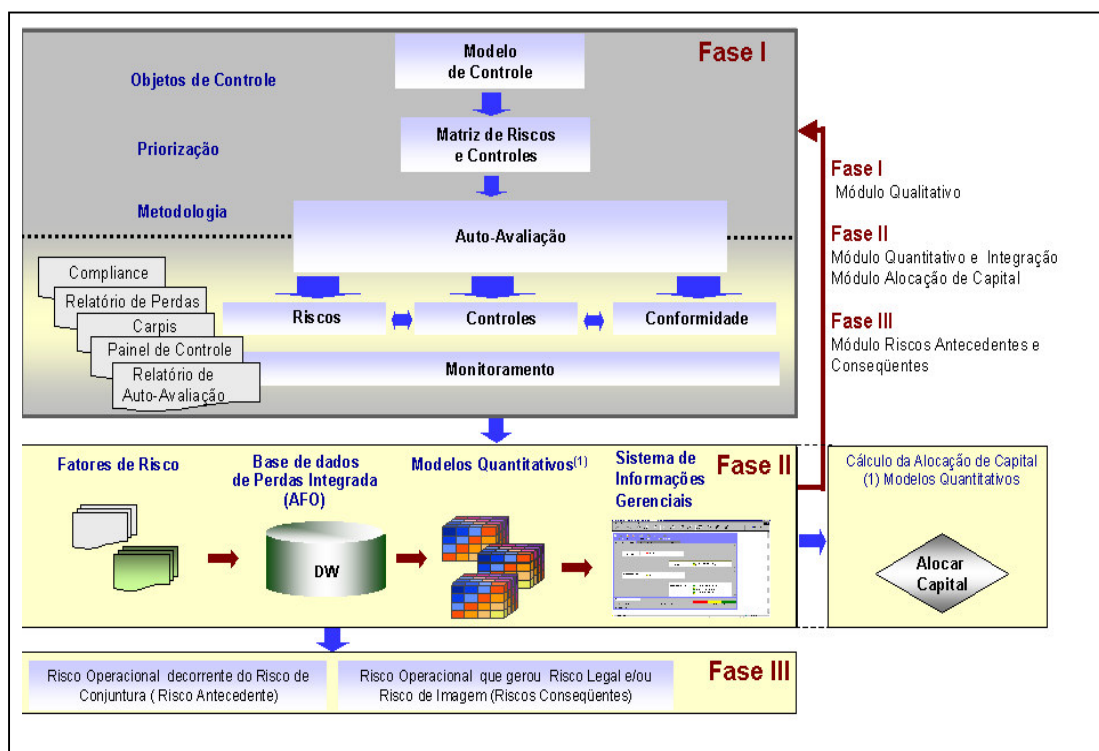 Fase I
Modelo
de Controle
Objetos de Controle
Matriz de Riscos
e Controles
Priorização
Metodologia
Auto-Avaliação
Compliance
Relatório de Perdas
Carpis
Painel de Controle
Relatório de
Auto-Avaliação
Riscos
Controles
Conformidade
Monitoramento
Fase I
Módulo Qualitativo
Fase II
Módulo Quantitativo e Integração
Módulo Alocação de Capital
Fase III
Módulo Riscos Antecedentes e
Conseqüentes
Fatores de Risco
Base de dados
de Perdas Integrada
(AFO)
DW
Modelos Quantitativos(1)
Sistema de
Informações
Gerenciais
Fase II
Cálculo da Alocação de Capital
(1) Modelos Quantitativos
Alocar
Capital
Risco Operacional decorrente do Risco de
Conjuntura ( Risco Antecedente)
Risco Operacional que gerou Risco Legal e/ou
Risco de Imagem (Riscos Conseqüentes)
Fase III